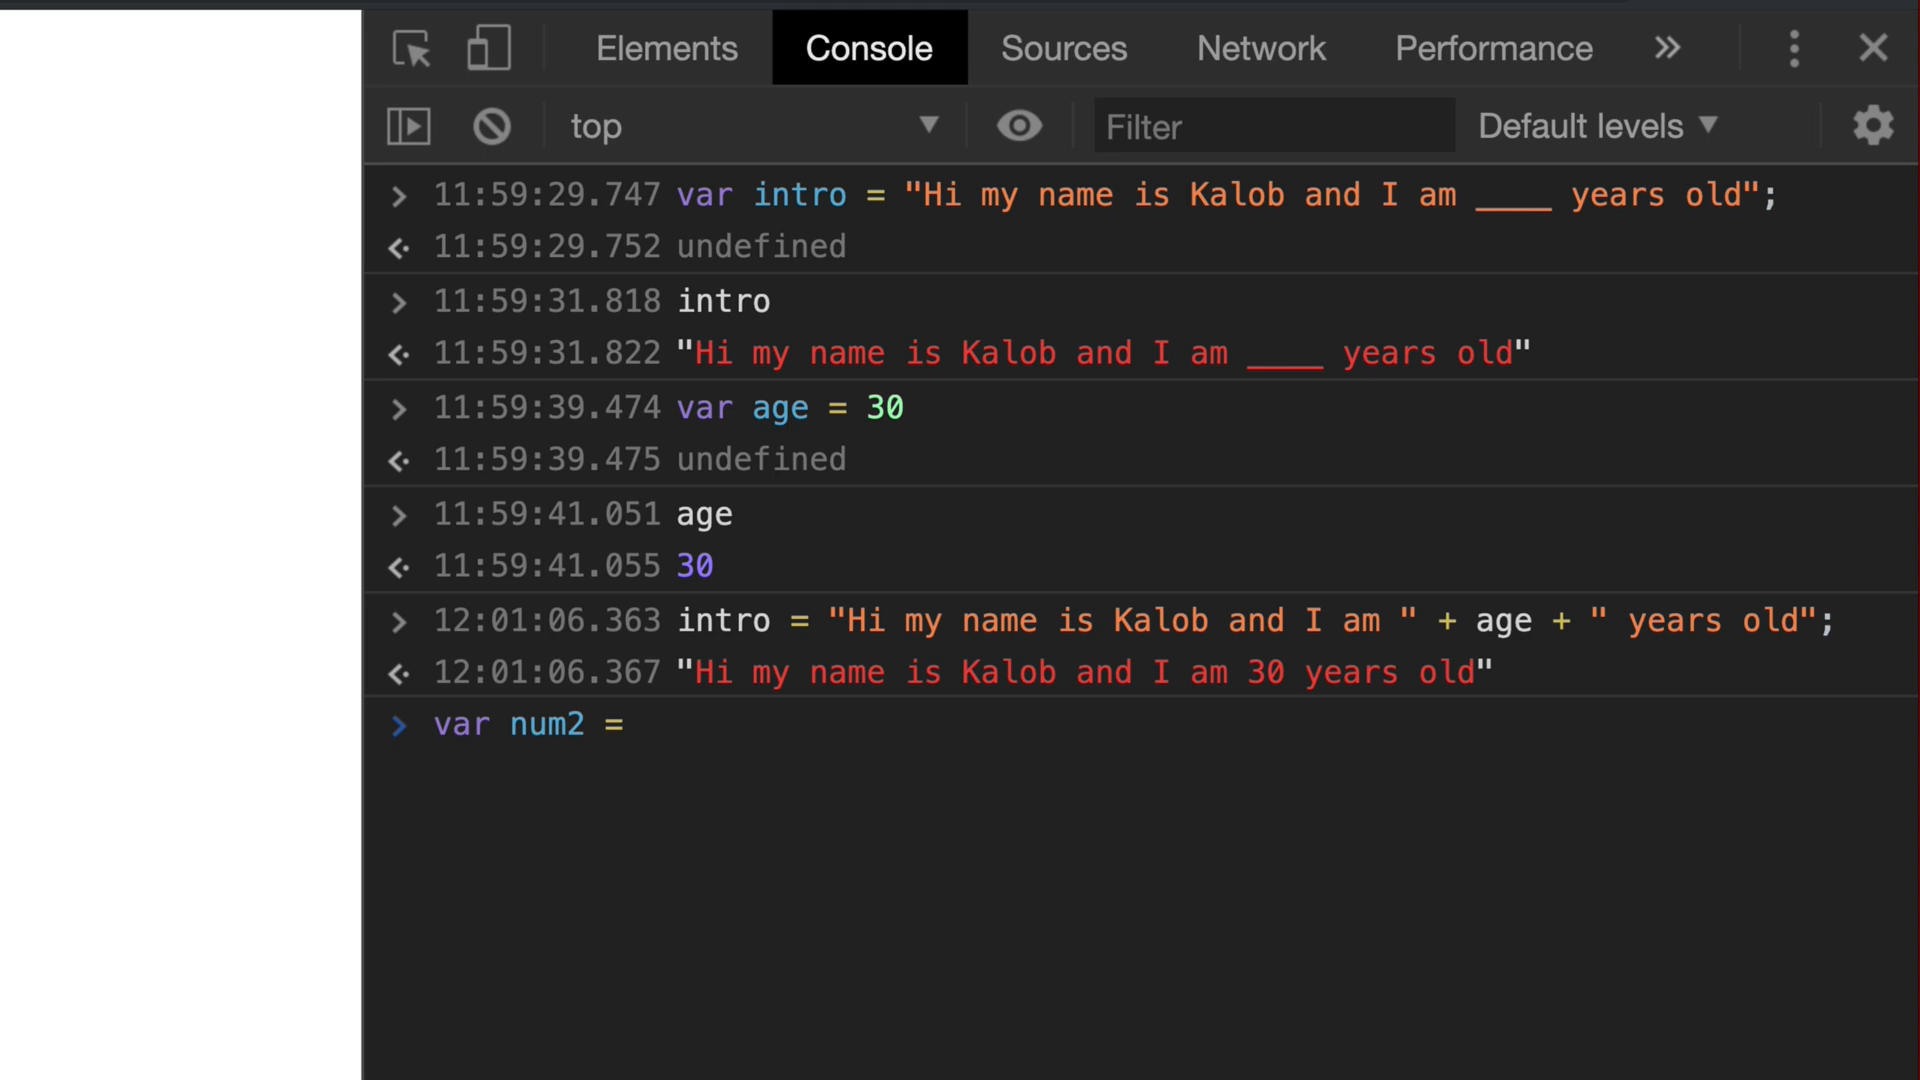 Elements Console Sources Network Performance
top Filter Default levels
11:59:29.747 var intro = "Hi my name is Kalob and I am ____ years old";
11:59:29.752 undefined
11:59:31.818 intro
11:59:31.822 "Hi my name is Kalob and I am ____ years old"
11:59:39.474 var age = 30
11:59:39.475 undefined
11:59:41.051 age
11:59:41.055 30
12:01:06.363 intro = "Hi my name is Kalob and I am " + age + " years old";
12:01:06.367 "Hi my name is Kalob and I am 30 years old"
var num2 =